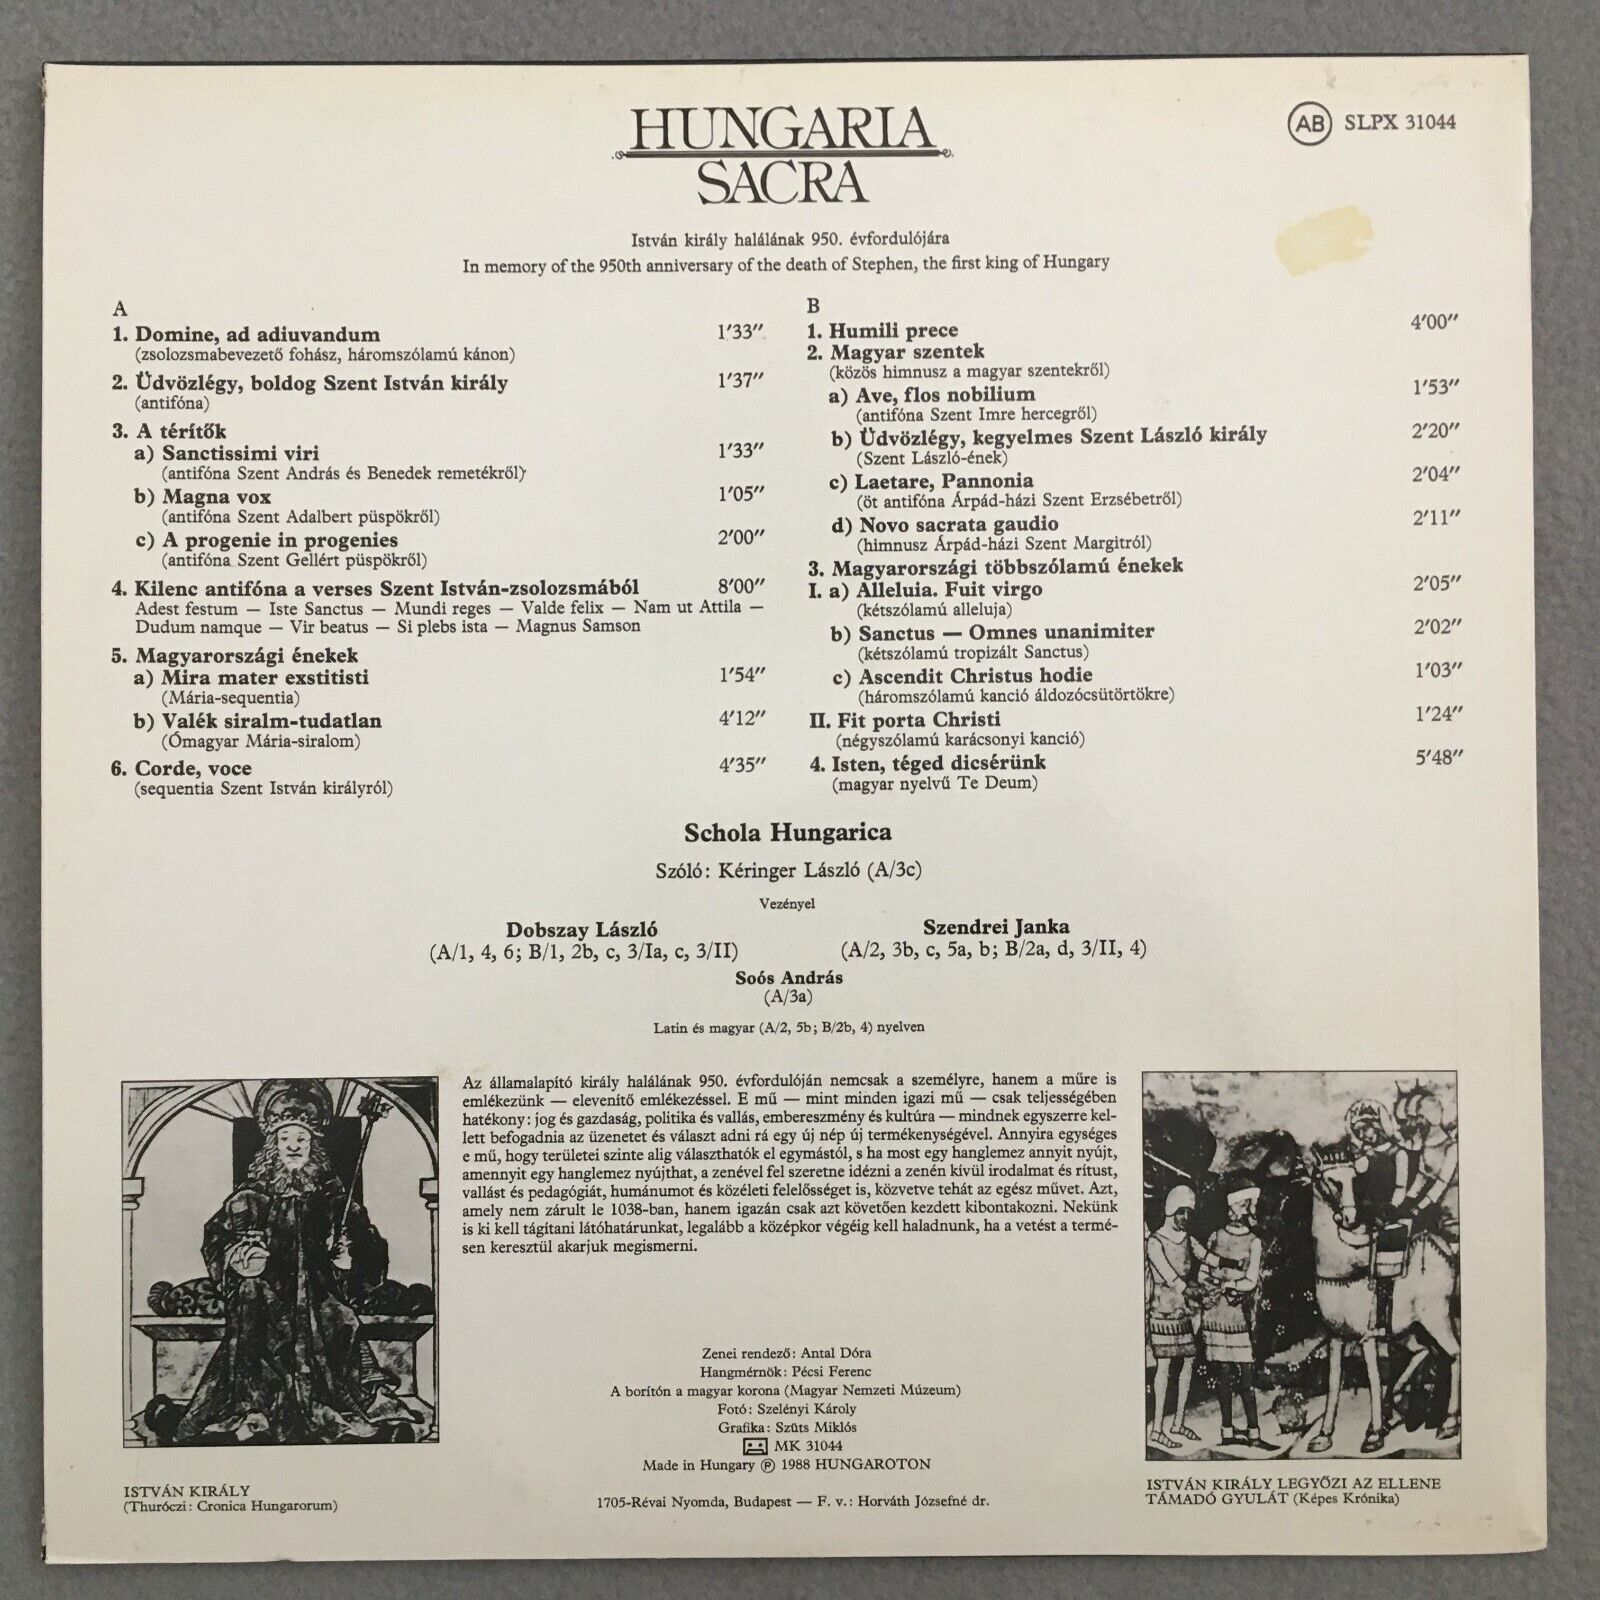 HUNGARIA
SACRA
AB SLPX 31044
István király halálának 950. évfordulójára
In memory of the 950th anniversary of the death of Stephen, the first king of Hungary
A
1. Domine, ad adiuvandum 1′33″
(zsolozsmabevezető fohász, háromszólamú kánon)
2. Üdvözlégy, boldog Szent István király 1′37″
(antifóna)
3. A térítők
a) Sanctissimi viri 1′33″
(antifóna Szent András és Benedek remetékről)
b) Magna vox 1′05″
(antifóna Szent Adalbert püspökről)
c) A progenie in progenies 2′00″
(antifóna Szent Gellért püspökről)
4. Kilenc antifóna a verses Szent István-zsolozsmából 8′00″
Adest festum — Iste Sanctus — Mundi reges — Valde felix — Nam ut Attila —
Dudum namque — Vir beatus — Si plebs ista — Magnus Samson
5. Magyarországi énekek
a) Mira mater exstitisti 1′54″
(Mária-sequentia)
b) Valék siralm-tudatlan 4′12″
(Ómagyar Mária-siralom)
6. Corde, voce 4′35″
(sequentia Szent István királyról)
B
1. Humili prece 4′00″
2. Magyar szentek
(közös himnusz a magyar szentekről)
a) Ave, flos nobilium 1′53″
(antifóna Szent Imre hercegről)
b) Üdvözlégy, kegyelmes Szent László király 2′20″
(Szent László-ének)
c) Laetare, Pannonia 2′04″
(öt antifóna Árpád-házi Szent Erzsébetről)
d) Novo sacrata gaudio 2′11″
(himnusz Árpád-házi Szent Margitról)
3. Magyarországi többszólamú énekek
I. a) Alleluia. Fuit virgo 2′05″
(kétszólamú alleluja)
b) Sanctus — Omnes unanimiter 2′02″
(kétszólamú tropizált Sanctus)
c) Ascendit Christus hodie 1′03″
(háromszólamú kanció áldozócsütörtökre)
II. Fit porta Christi 1′24″
(négyszólamú karácsonyi kanció)
4. Isten, téged dicsérünk 5′48″
(magyar nyelvű Te Deum)
Schola Hungarica
Szóló: Kéringer László (A/3c)
Vezényel
Dobszay László
(A/1, 4, 6; B/1, 2b, c, 3/Ia, c, 3/II)
Szendrei Janka
(A/2, 3b, c, 5a, b; B/2a, d, 3/II, 4)
Soós András
(A/3a)
Latin és magyar (A/2, 5b; B/2b, 4) nyelven
Az államalapító király halálának 950. évfordulóján nemcsak a személyre, hanem a műre is
emlékezünk — elevenítő emlékezéssel. E mű — mint minden igazi mű — csak teljességében
hatékony: jog és gazdaság, politika és vallás, embereszmény és kultúra — mindnek egyszerre kel-
lett befogadnia az üzenetet és választ adni rá egy új nép új termékenységével. Annyira egységes
e mű, hogy területei szinte alig választhatók el egymástól, s ha most egy hanglemez annyit nyújt,
amennyit egy hanglemez nyújthat, a zenével fel szeretne idézni a zenén kívül irodalmat és rítust,
vallást és pedagógiát, humánumot és közéleti felelősséget is, közvetve tehát az egész művet. Azt,
amely nem zárult le 1038-ban, hanem igazán csak azt követően kezdett kibontakozni. Nekünk
is ki kell tágítani látóhatárunkat, legalább a középkor végéig kell haladnunk, ha a vetést a termé-
sen keresztül akarjuk megismerni.
Zenei rendező: Antal Dóra
Hangmérnök: Pécsi Ferenc
A borítón a magyar korona (Magyar Nemzeti Múzeum)
Fotó: Szelényi Károly
Grafika: Szüts Miklós
MK 31044
Made in Hungary Ⓟ 1988 HUNGAROTON
1705-Révai Nyomda, Budapest — F. v.: Horváth Józsefné dr.
ISTVÁN KIRÁLY
(Thuróczi: Cronica Hungarorum)
ISTVÁN KIRÁLY LEGYŐZI AZ ELLENE
TÁMADÓ GYULÁT (Képes Krónika)